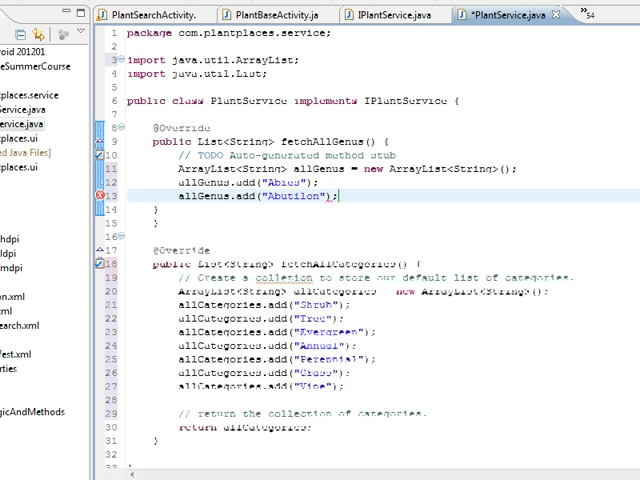 PlantSearchActivity.
PlantBaseActivity.ja
IPlantService.java
*PlantService.java
54
1 package com.plantplaces.service;
2
3 import java.util.ArrayList;
4 import java.util.List;
5
6 public class PlantService implements IPlantService {
7
8 @Override
9 public List<String> fetchAllGenus() {
10 // TODO Auto-generated method stub
11 ArrayList<String> allGenus = new ArrayList<String>();
12 allGenus.add("Abies");
13 allGenus.add("Abutilon");
14 }
15 }
16
17 @Override
18 public List<String> fetchAllCategories() {
19 // Create a colletion to store our default list of categories.
20 ArrayList<String> allCategories = new ArrayList<String>();
21 allCategories.add("Shrub");
22 allCategories.add("Tree");
23 allCategories.add("Evergreen");
24 allCategories.add("Annual");
25 allCategories.add("Perennial");
26 allCategories.add("Grass");
27 allCategories.add("Vine");
28
29 // return the collection of categories.
30 return allCategories;
31 }
32
33 }
roid 201201
eSummerCourse
tplaces.service
Service.java
ervice.java
tplaces.ui
ed Java Files]
tplaces.ui
hdpi
ldpi
mdpi
on.xml
.xml
earch.xml
fest.xml
erties
gicAndMethods